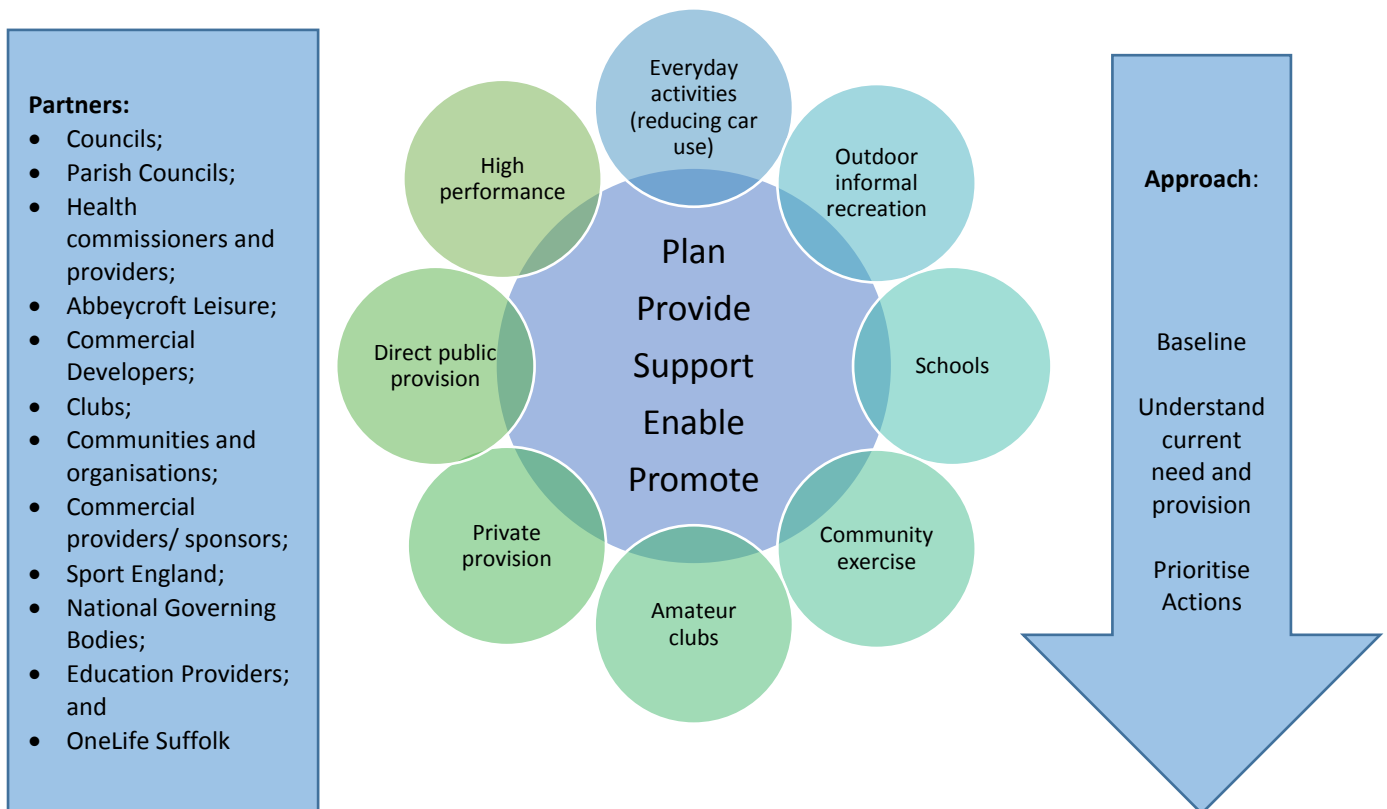 Partners:
• Councils;
• Parish Councils;
• Health
commissioners and
providers;
• Abbeycroft Leisure;
• Commercial
Developers;
• Clubs;
• Communities and
organisations;
• Commercial
providers/ sponsors;
• Sport England;
• National Governing
Bodies;
• Education Providers;
and
• OneLife Suffolk
Everyday
activities
(reducing car
use)
Outdoor
informal
recreation
Schools
Community
exercise
Amateur
clubs
Private
provision
Direct public
provision
High
performance
Plan
Provide
Support
Enable
Promote
Approach:
Baseline
Understand
current
need and
provision
Prioritise
Actions